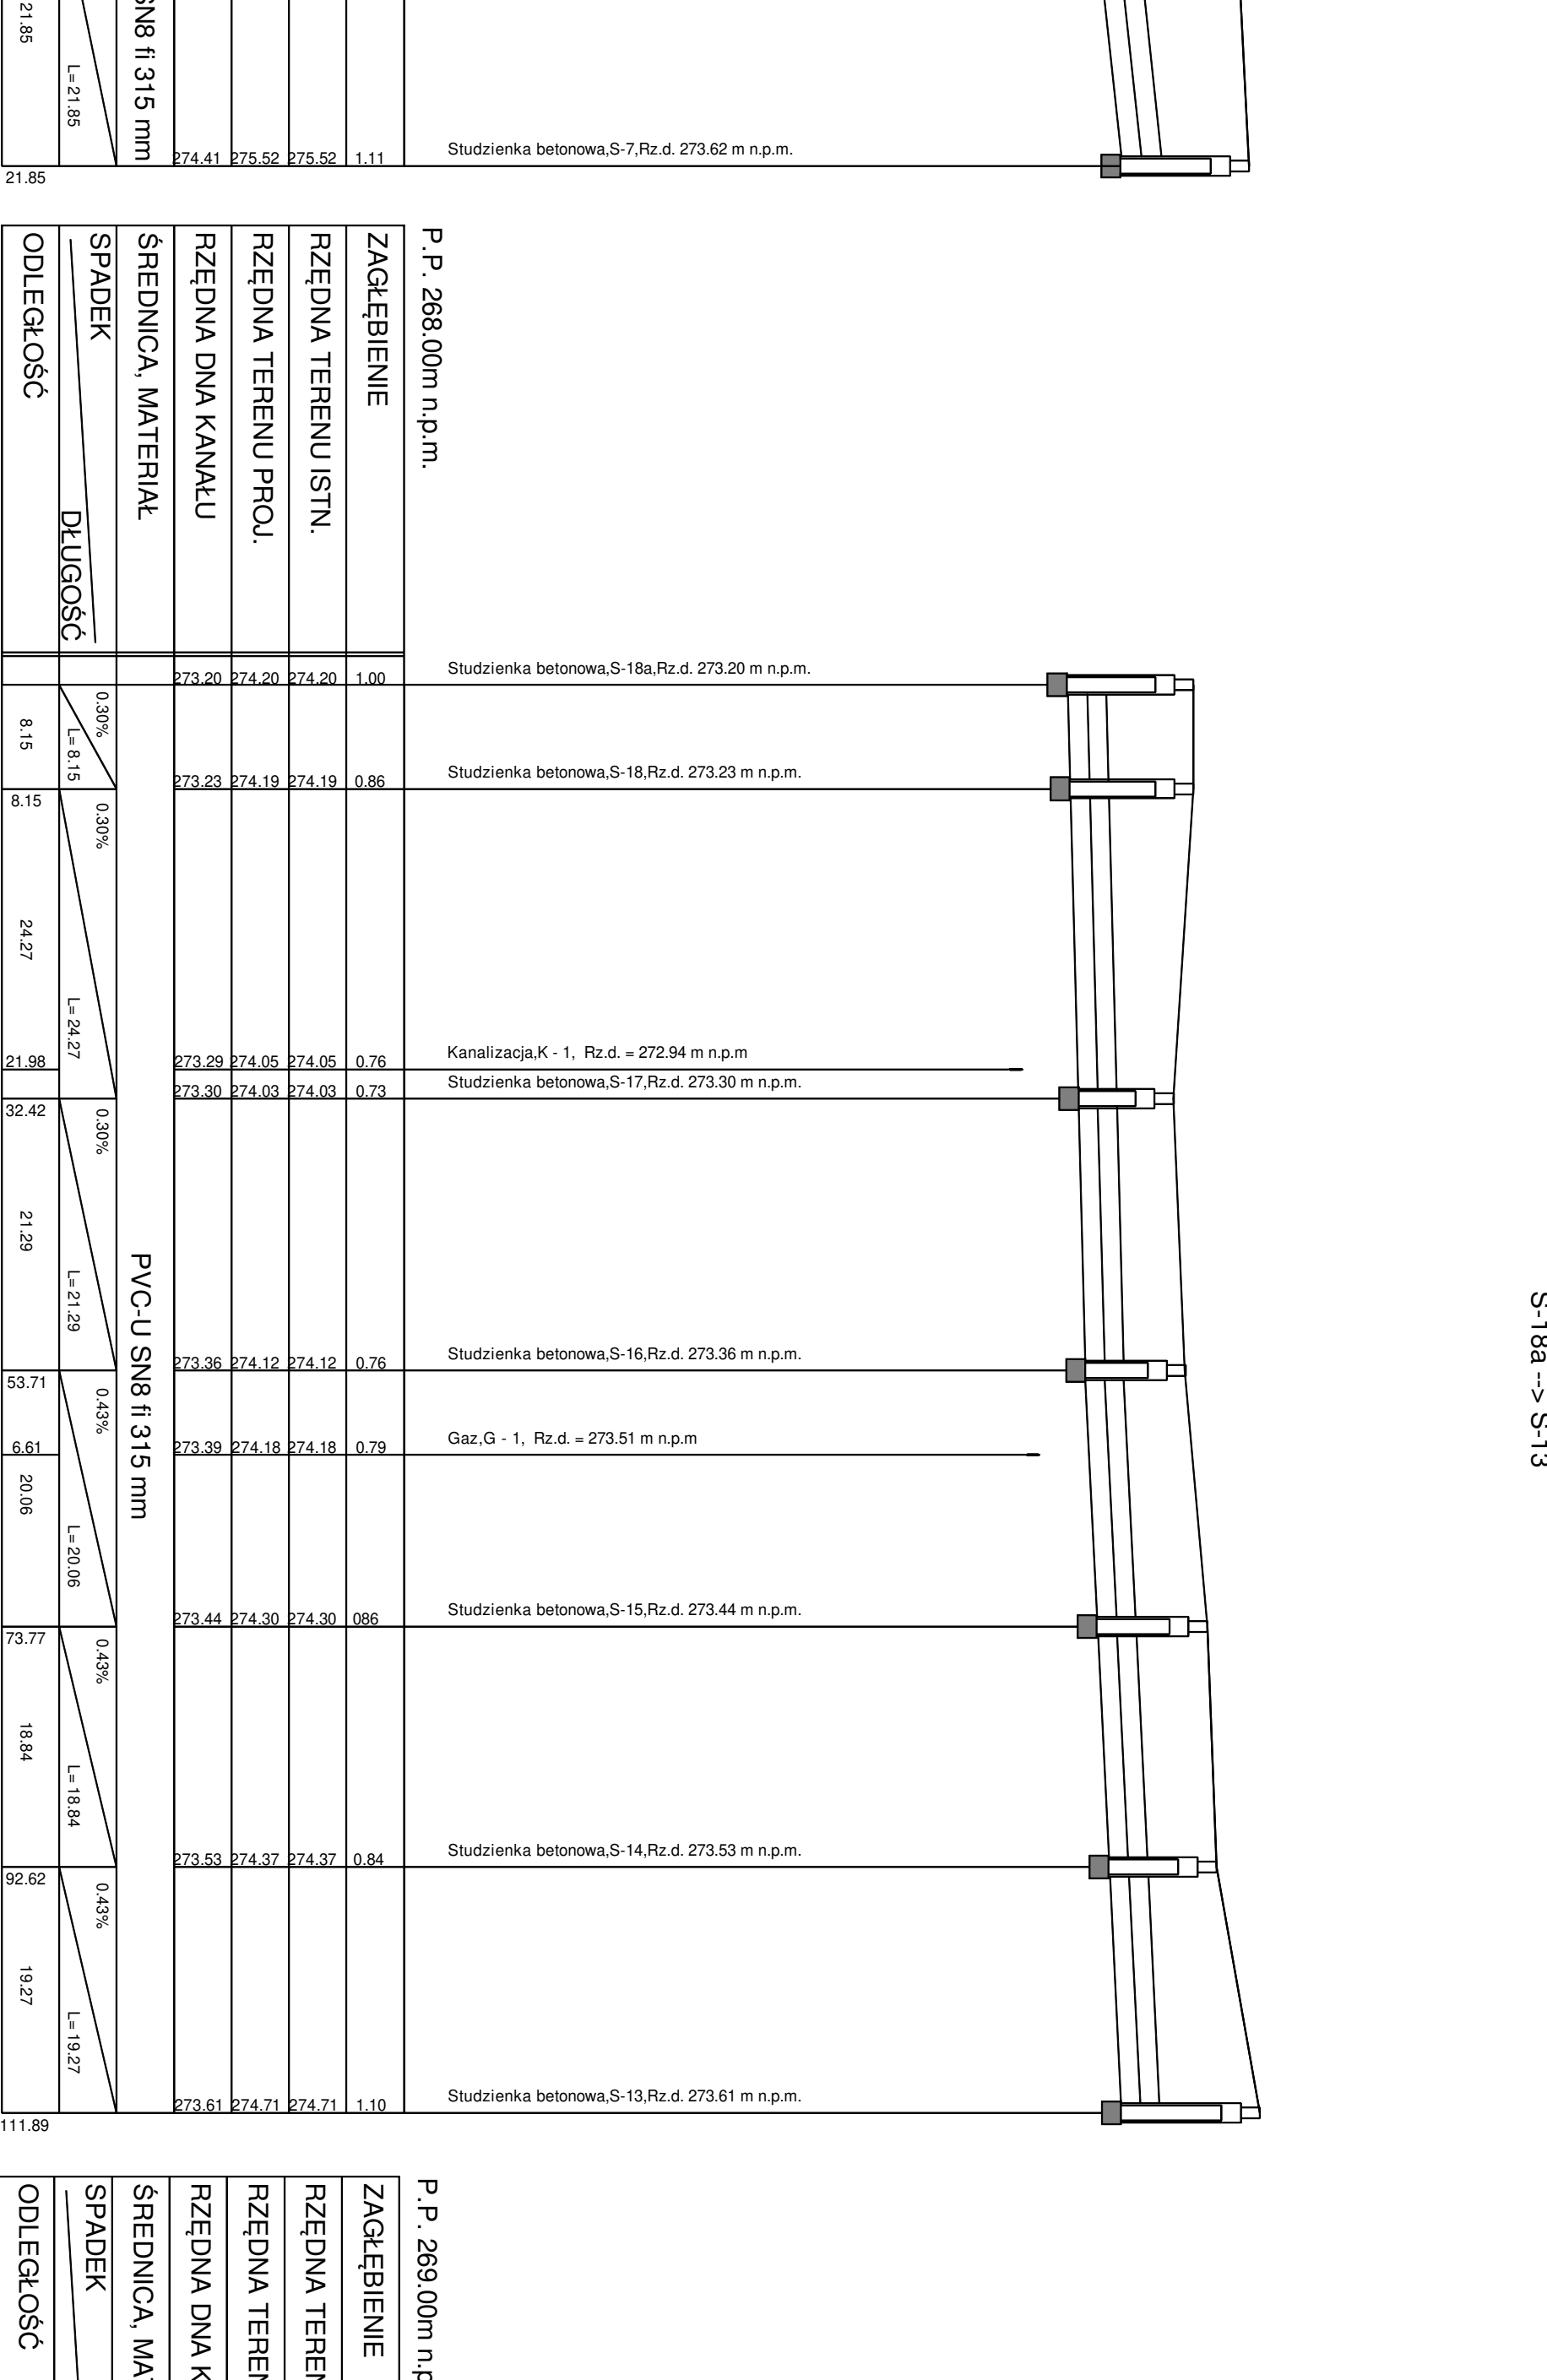 21.85
L= 21.85
SN8 fi 315 mm
274.41 275.52 275.52 1.11
Studzienka betonowa,S-7,Rz.d. 273.62 m n.p.m.
21.85
S-18a --> S-13
P.P. 268.00m n.p.m.
ZAGŁĘBIENIE
RZĘDNA TERENU ISTN.
RZĘDNA TERENU PROJ.
RZĘDNA DNA KANAŁU
ŚREDNICA, MATERIAŁ
SPADEK
DŁUGOŚĆ
ODLEGŁOŚĆ
273.20 274.20 274.20 1.00
Studzienka betonowa,S-18a,Rz.d. 273.20 m n.p.m.
0.30%
L= 8.15
8.15
273.23 274.19 274.19 0.86
Studzienka betonowa,S-18,Rz.d. 273.23 m n.p.m.
8.15
0.30%
L= 24.27
24.27
21.98
273.29 274.05 274.05 0.76
Kanalizacja,K - 1, Rz.d. = 272.94 m n.p.m
273.30 274.03 274.03 0.73
Studzienka betonowa,S-17,Rz.d. 273.30 m n.p.m.
32.42
0.30%
L= 21.29
21.29
PVC-U SN8 fi 315 mm
273.36 274.12 274.12 0.76
Studzienka betonowa,S-16,Rz.d. 273.36 m n.p.m.
53.71
0.43%
6.61
273.39 274.18 274.18 0.79
Gaz,G - 1, Rz.d. = 273.51 m n.p.m
20.06
L= 20.06
273.44 274.30 274.30 086
Studzienka betonowa,S-15,Rz.d. 273.44 m n.p.m.
73.77
0.43%
L= 18.84
18.84
273.53 274.37 274.37 0.84
Studzienka betonowa,S-14,Rz.d. 273.53 m n.p.m.
92.62
0.43%
L= 19.27
19.27
273.61 274.71 274.71 1.10
Studzienka betonowa,S-13,Rz.d. 273.61 m n.p.m.
111.89
P.P. 269.00m n.p
ZAGŁĘBIENIE
RZĘDNA TEREN
RZĘDNA TEREN
RZĘDNA DNA K
ŚREDNICA, MAT
SPADEK
ODLEGŁOŚĆ